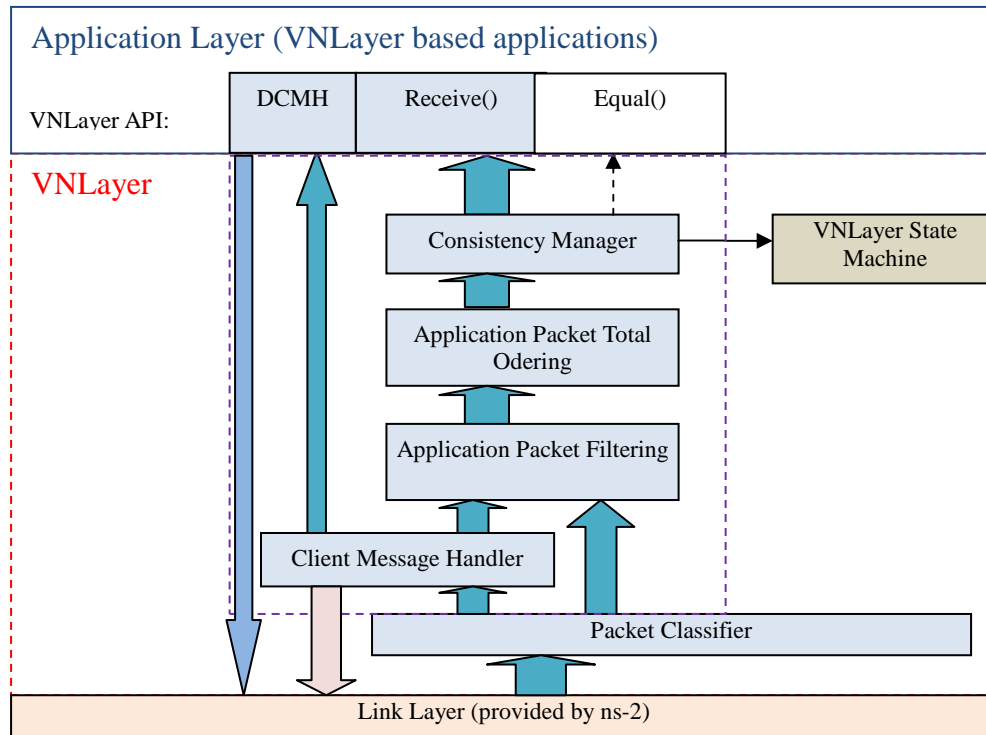 Application Layer (VNLayer based applications)
DCMH
Receive()
Equal()
VNLayer API:
VNLayer
Consistency Manager
VNLayer State
Machine
Application Packet Total
Odering
Application Packet Filtering
Client Message Handler
Packet Classifier
Link Layer (provided by ns-2)